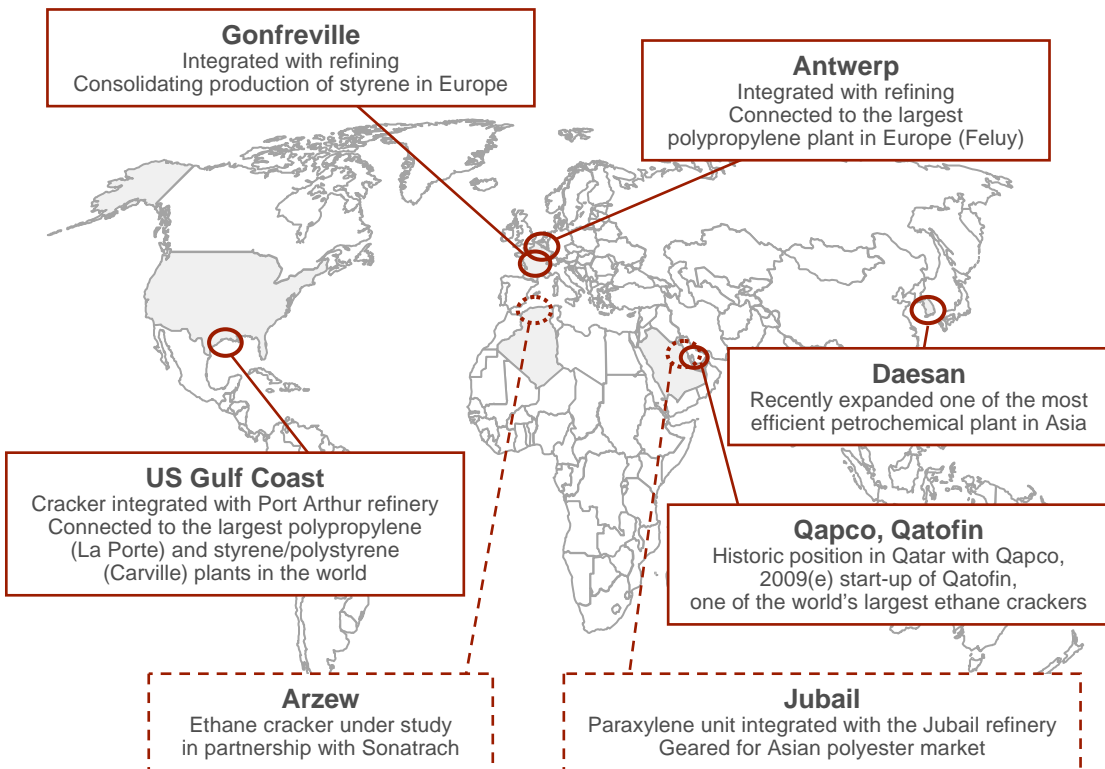 Gonfreville
Integrated with refining
Consolidating production of styrene in Europe
Antwerp
Integrated with refining
Connected to the largest
polypropylene plant in Europe (Feluy)
Daesan
Recently expanded one of the most
efficient petrochemical plant in Asia
US Gulf Coast
Cracker integrated with Port Arthur refinery
Connected to the largest polypropylene
(La Porte) and styrene/polystyrene
(Carville) plants in the world
Qapco, Qatofin
Historic position in Qatar with Qapco,
2009(e) start-up of Qatofin,
one of the world's largest ethane crackers
Arzew
Ethane cracker under study
in partnership with Sonatrach
Jubail
Paraxylene unit integrated with the Jubail refinery
Geared for Asian polyester market